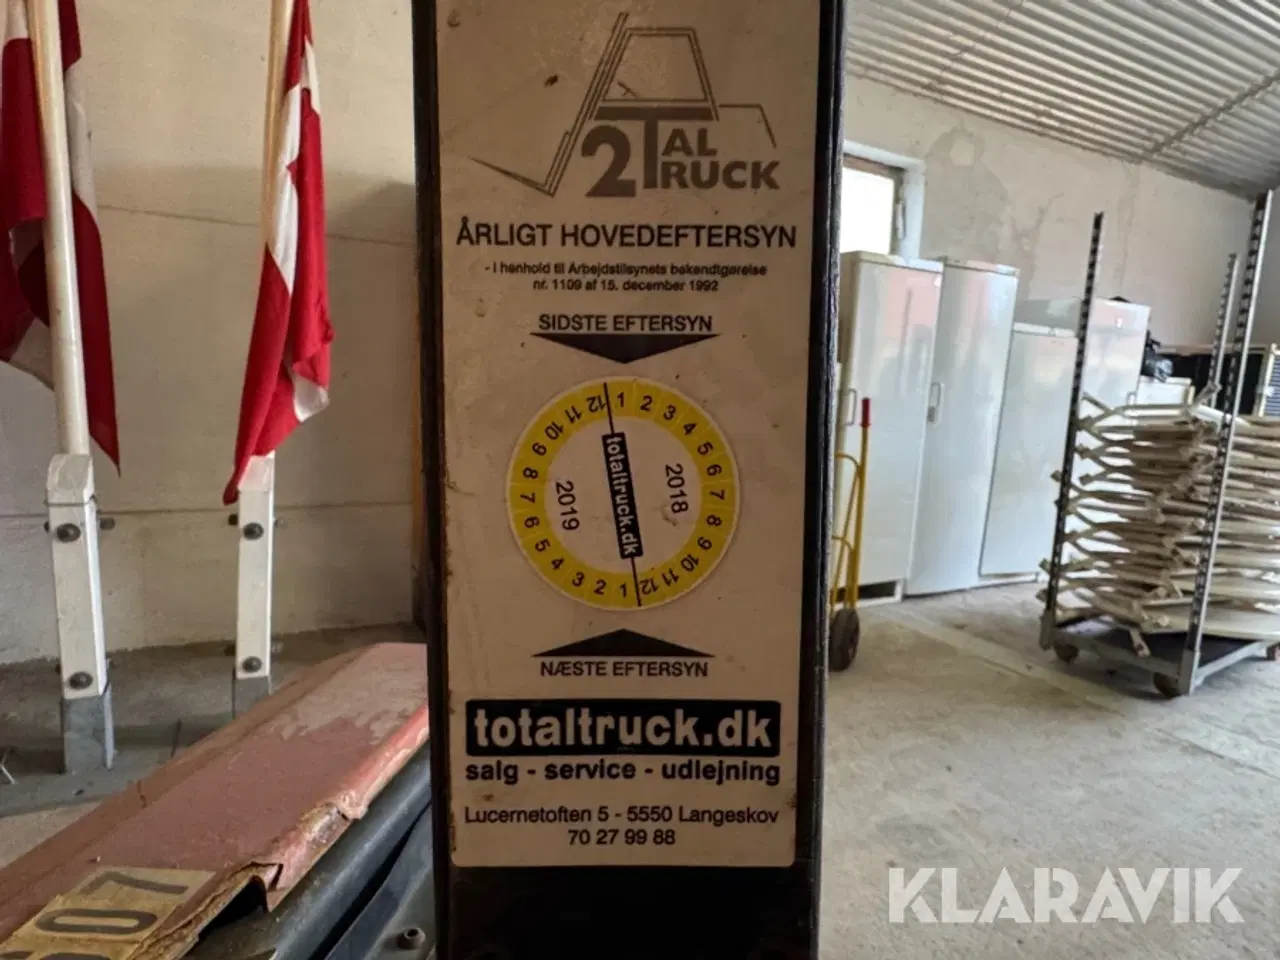 2TAL
TRUCK
ÅRLIGT HOVEDEFTERSYN
- I henhold til Arbejdstilsynets bekendtgørelse
nr. 1109 af 15. december 1992
SIDSTE EFTERSYN
1 2 3 4 5 6 7 8 9 10 11 12
2018
totaltruck.dk
2019
1 2 3 4 5 6 7 8 9 10 11 12
NÆSTE EFTERSYN
totaltruck.dk
salg - service - udlejning
Lucernetoften 5 - 5550 Langeskov
70 27 99 88
07
KLARAVIK